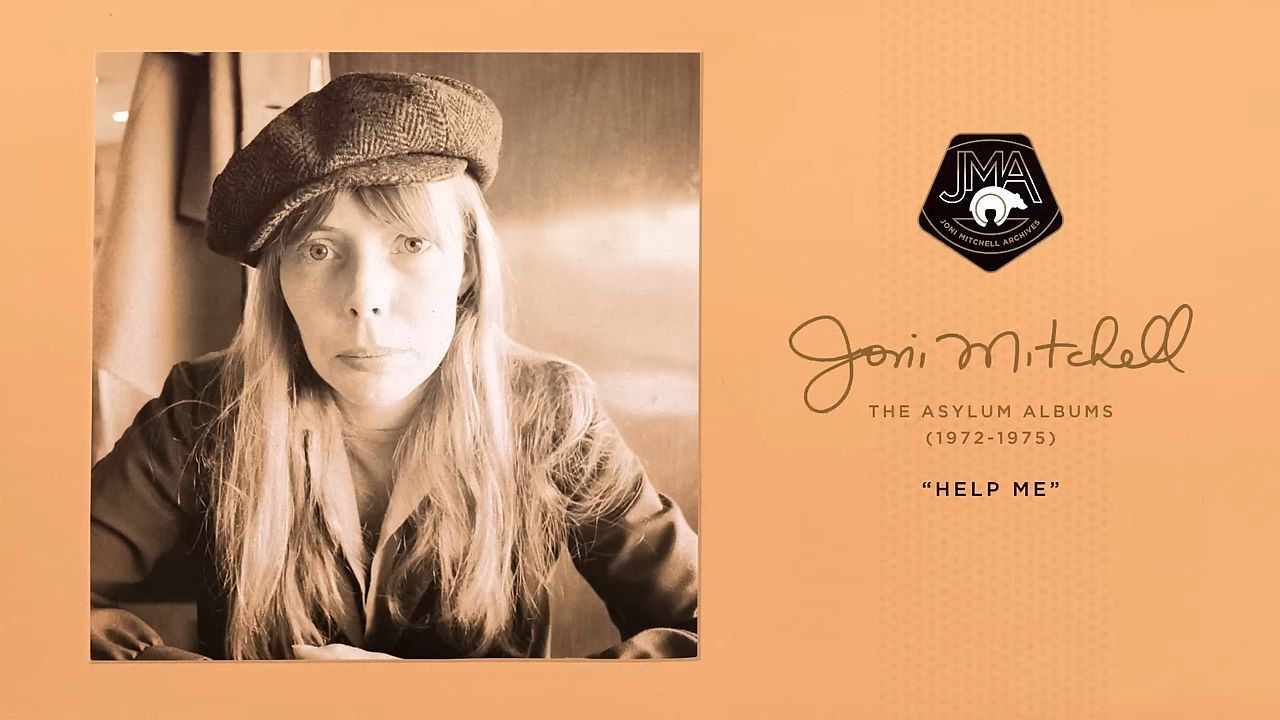 JMA
JONI MITCHELL ARCHIVES
Joni Mitchell
THE ASYLUM ALBUMS
(1972-1975)
“HELP ME”